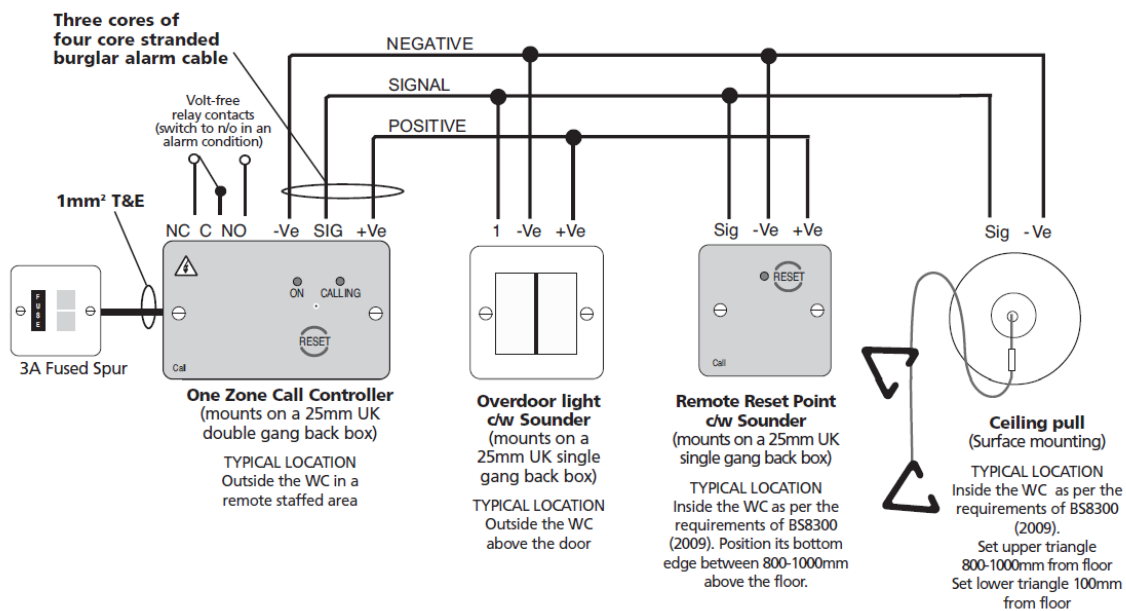 Three cores of
four core stranded
burglar alarm cable
NEGATIVE
SIGNAL
POSITIVE
Volt-free
relay contacts
(switch to n/o in an
alarm condition)
1mm² T&E
NC C NO -Ve SIG +Ve
1 -Ve +Ve
Sig -Ve +Ve
Sig - Ve
FUSE
3A Fused Spur
ON CALLING
RESET
Call
One Zone Call Controller
(mounts on a 25mm UK
double gang back box)
TYPICAL LOCATION
Outside the WC in a
remote staffed area
Overdoor light
c/w Sounder
(mounts on a
25mm UK single
gang back box)
TYPICAL LOCATION
Outside the WC
above the door
RESET
Call
Remote Reset Point
c/w Sounder
(mounts on a 25mm UK
single gang back box)
TYPICAL LOCATION
Inside the WC as per the
requirements of BS8300
(2009). Position its bottom
edge between 800-1000mm
above the floor.
Ceiling pull
(Surface mounting)
TYPICAL LOCATION
Inside the WC as per the
requirements of BS8300
(2009).
Set upper triangle
800-1000mm from floor
Set lower triangle 100mm
from floor